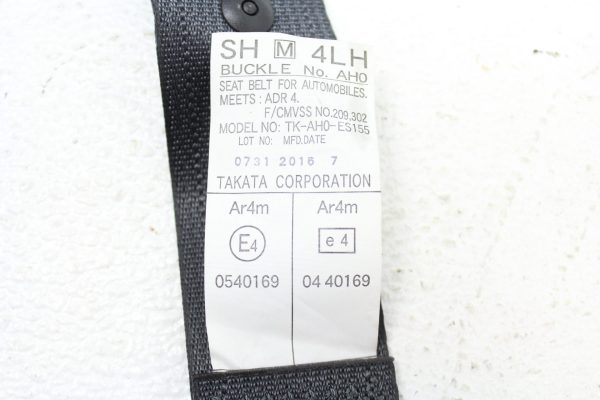 SH M 4LH
BUCKLE No. AH0
SEAT BELT FOR AUTOMOBILES.
MEETS : ADR 4.
F/CMVSS NO.209,302
MODEL NO: TK-AH0-ES155
LOT NO: MFD.DATE
0731 2016 7
TAKATA CORPORATION
Ar4m Ar4m
E4 e 4
0540169 04 40169